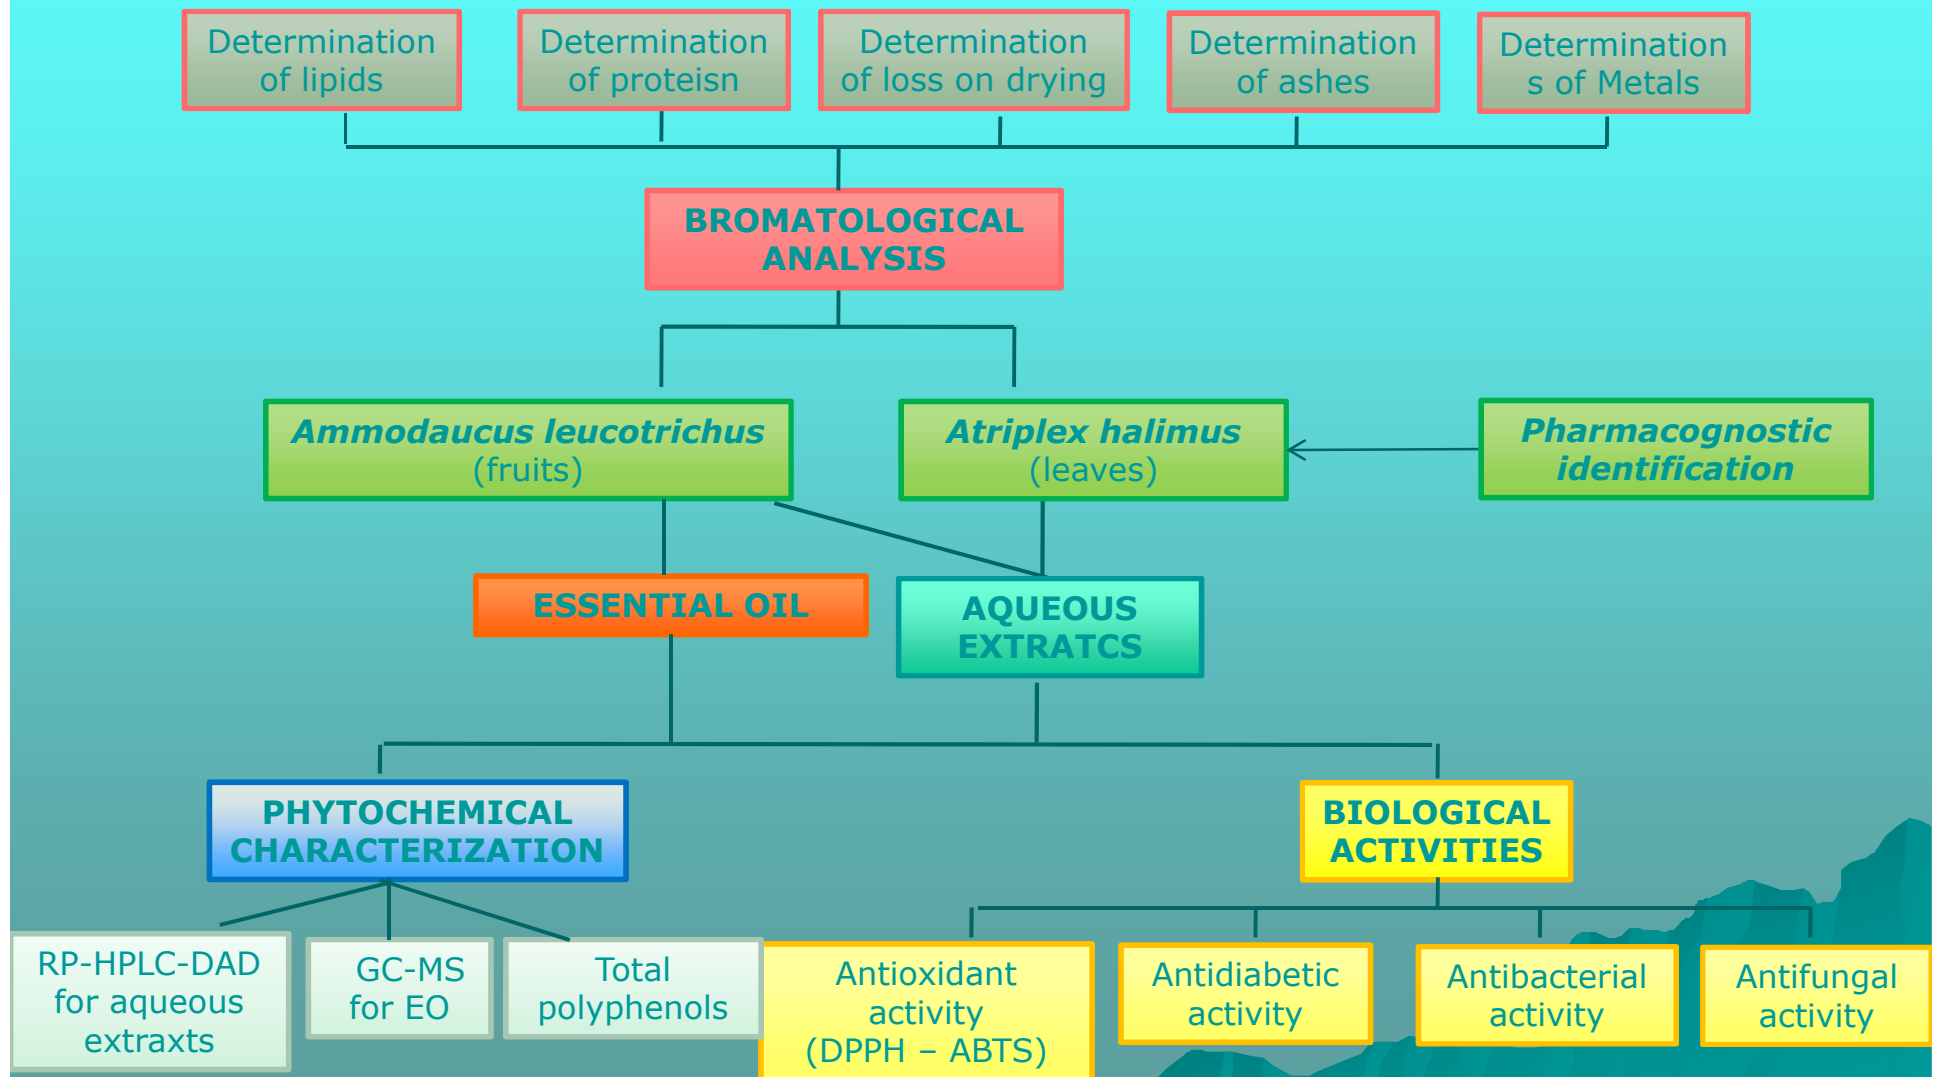 Determination
of lipids
Determination
of proteisn
Determination
of loss on drying
Determination
of ashes
Determination
s of Metals
BROMATOLOGICAL
ANALYSIS
Ammodaucus leucotrichus
(fruits)
Atriplex halimus
(leaves)
Pharmacognostic
identification
ESSENTIAL OIL
AQUEOUS
EXTRATCS
PHYTOCHEMICAL
CHARACTERIZATION
BIOLOGICAL
ACTIVITIES
RP-HPLC-DAD
for aqueous
extraxts
GC-MS
for EO
Total
polyphenols
Antioxidant
activity
(DPPH – ABTS)
Antidiabetic
activity
Antibacterial
activity
Antifungal
activity